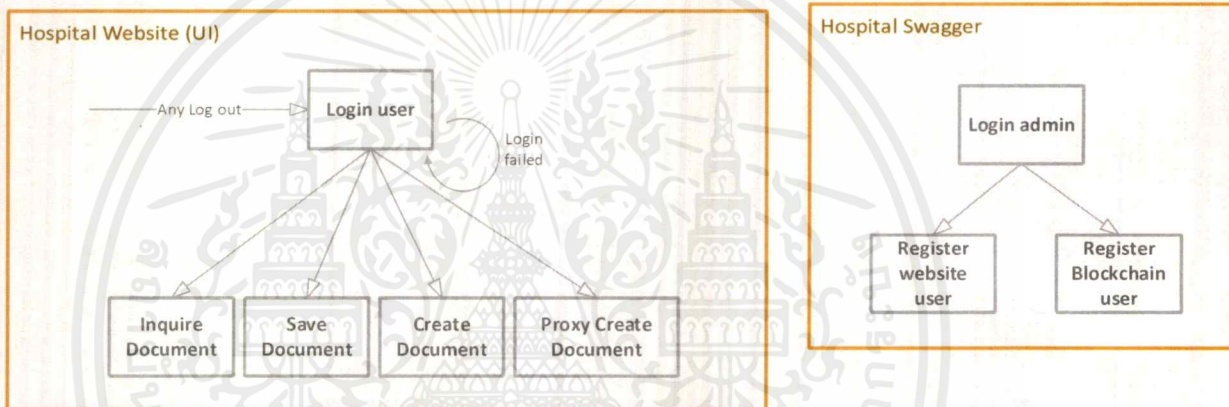 Hospital Website (UI)
Any Log out
Login user
Login
failed
Inquire
Document
Save
Document
Create
Document
Proxy Create
Document
Hospital Swagger
Login admin
Register
website
user
Register
Blockchain
user